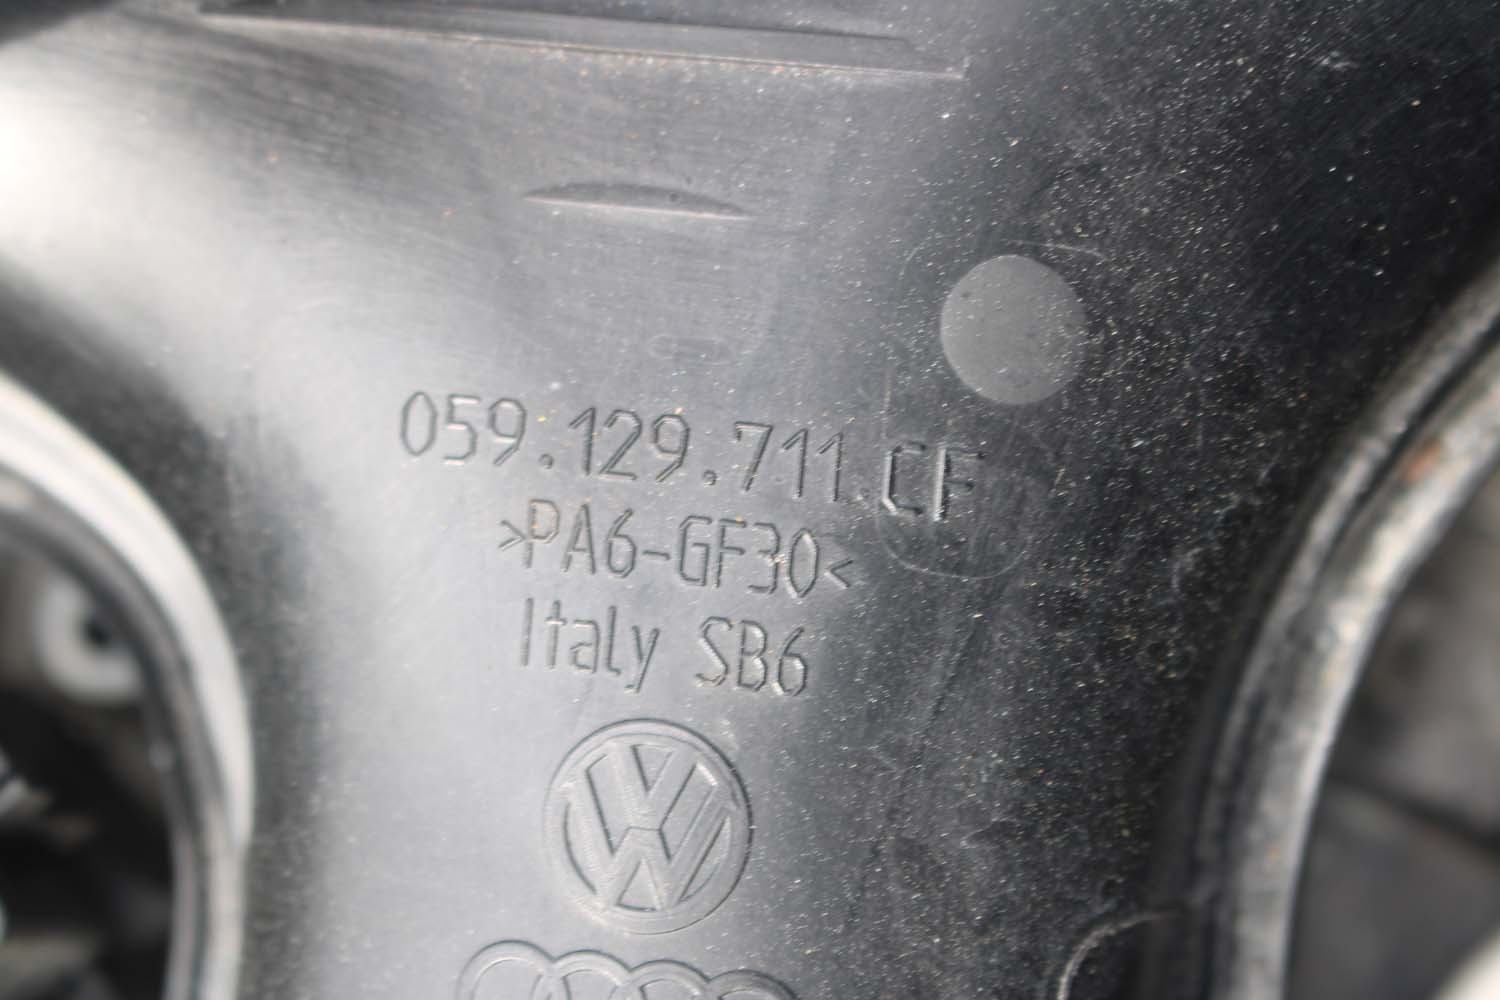 059.129.711.CF
>PA6-GF30<
Italy SB6